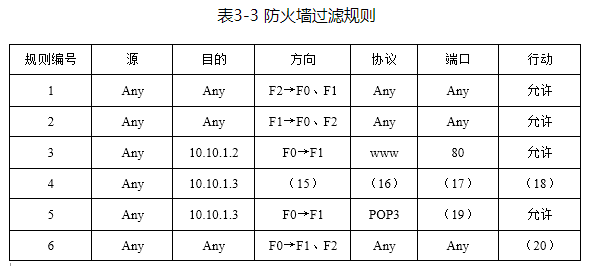 表3-3 防火墙过滤规则
规则编号 源 目的 方向 协议 端口 行动
1 Any Any F2→F0、F1 Any Any 允许
2 Any Any F1→F0、F2 Any Any 允许
3 Any 10.10.1.2 F0→F1 www 80 允许
4 Any 10.10.1.3 （15） （16） （17） （18）
5 Any 10.10.1.3 F0→F1 POP3 （19） 允许
6 Any Any F0→F1、F2 Any Any （20）